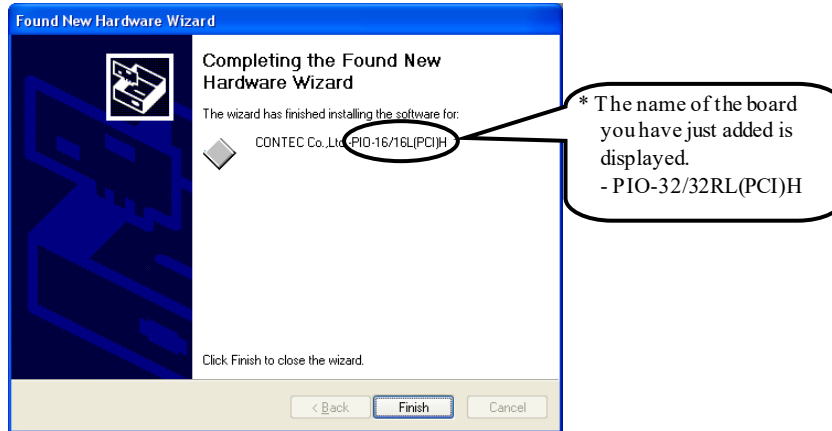 Found New Hardware Wizard
Completing the Found New
Hardware Wizard
The wizard has finished installing the software for:
CONTEC Co.,Ltd.-PIO-16/16L(PCI)H
* The name of the board
you have just added is
displayed.
- PIO-32/32RL(PCI)H
Click Finish to close the wizard.
< Back
Finish
Cancel